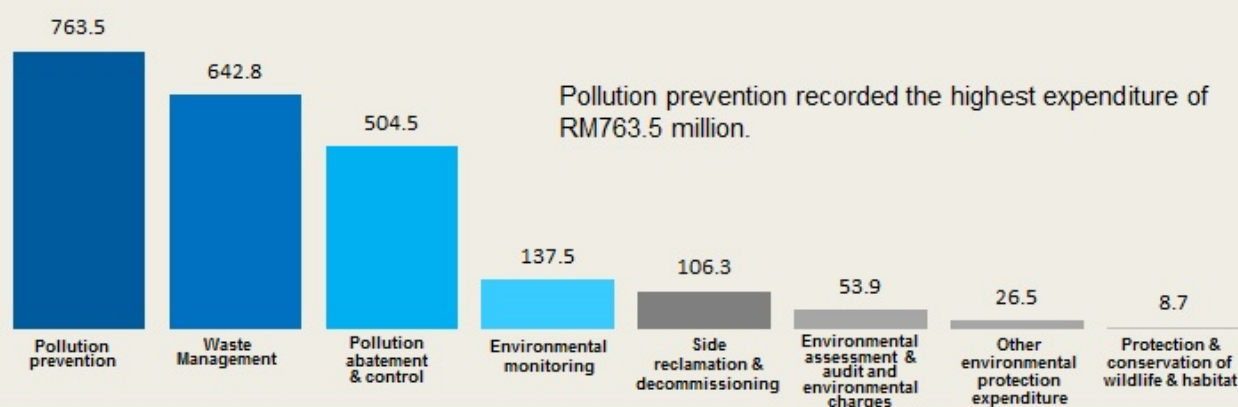 763.5
642.8
504.5
137.5
106.3
53.9
26.5
8.7
Pollution prevention recorded the highest expenditure of
RM763.5 million.
Pollution
prevention
Waste
Management
Pollution
abatement
& control
Environmental
monitoring
Side
reclamation &
decommissioning
Environmental
assessment &
audit and
environmental
charges
Other
environmental
protection
expenditure
Protection &
conservation of
wildlife & habitat